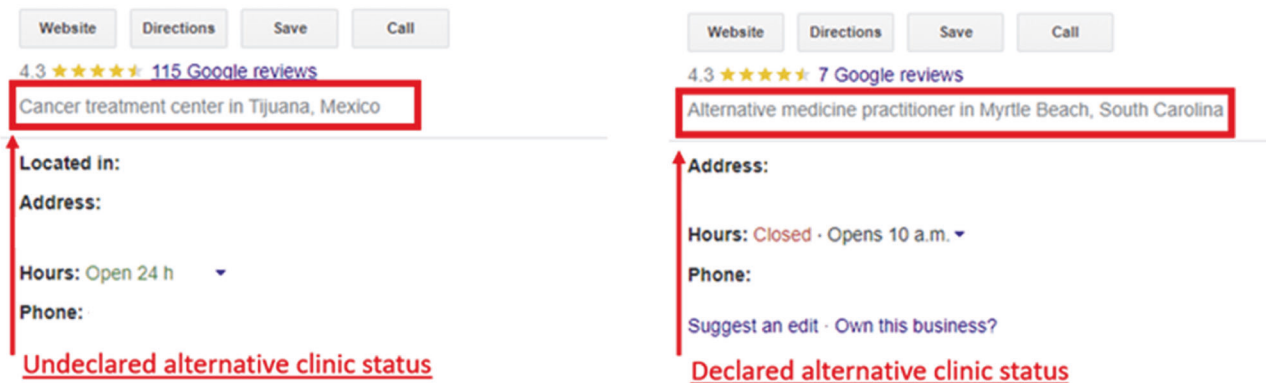 Website Directions Save Call
4.3 115 Google reviews
Cancer treatment center in Tijuana, Mexico
Located in:
Address:
Hours: Open 24 h
Phone:
Undeclared alternative clinic status
Website Directions Save Call
4.3 7 Google reviews
Alternative medicine practitioner in Myrtle Beach, South Carolina
Address:
Hours: Closed · Opens 10 a.m.
Phone:
Suggest an edit · Own this business?
Declared alternative clinic status